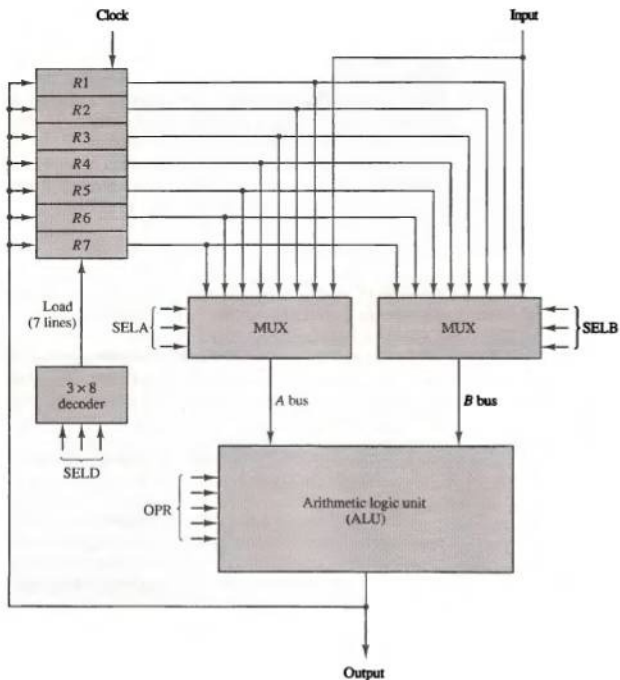 Clock
Input
R1
R2
R3
R4
R5
R6
R7
Load
(7 lines)
SELA
MUX
MUX
SELB
3 × 8
decoder
A bus
B bus
SELD
OPR
Arithmetic logic unit
(ALU)
Output